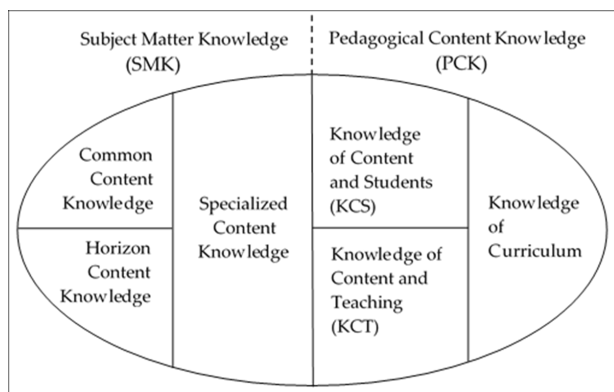 Subject Matter Knowledge
(SMK)
Pedagogical Content Knowledge
(PCK)
Common
Content
Knowledge
Horizon
Content
Knowledge
Specialized
Content
Knowledge
Knowledge
of Content
and Students
(KCS)
Knowledge of
Content and
Teaching
(KCT)
Knowledge
of
Curriculum